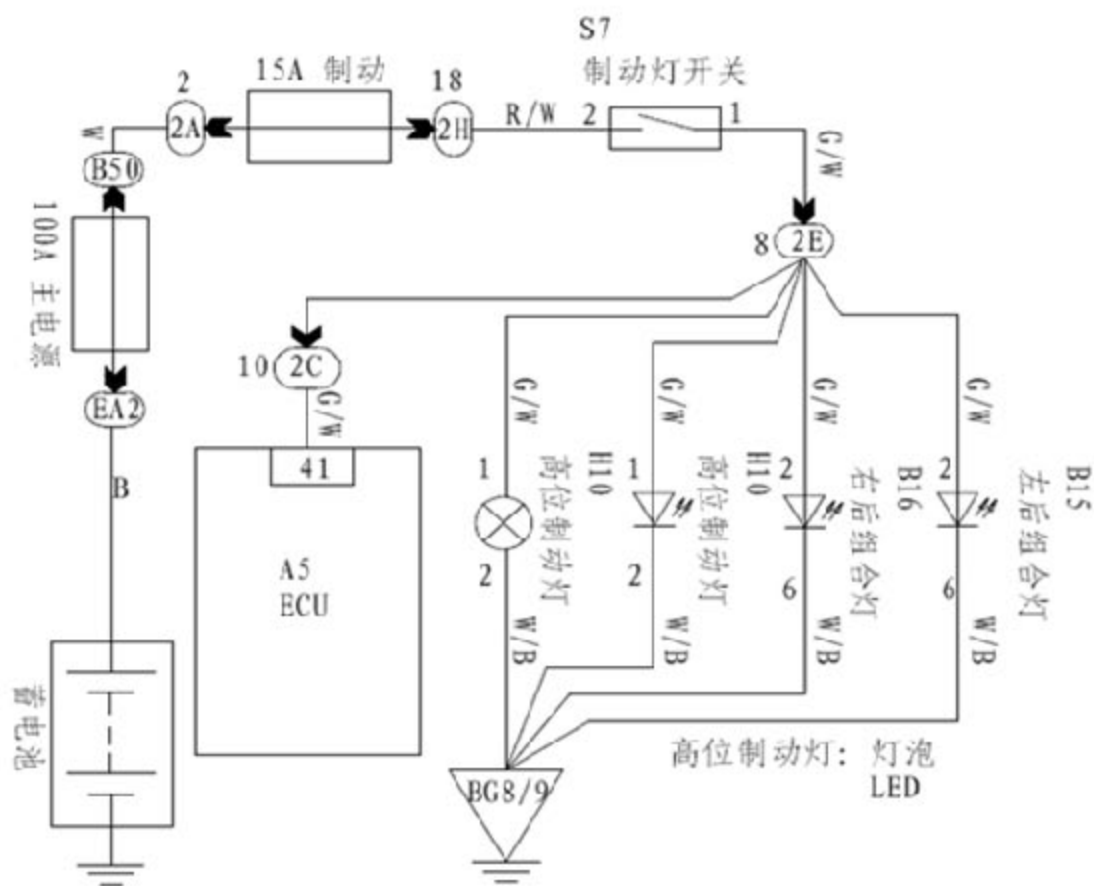 S7
制动灯开关
15A 制动
2
2A
18
2H
R/W
2
1
W
B50
G/W
100A 主电源
8
2E
10
2C
EA2
G/W
G/W
G/W
G/W
G/W
B
41
1
高位制动灯
H10
1
高位制动灯
H10
2
右后组合灯
B16
2
左后组合灯
B15
A5
ECU
2
2
6
6
W/B
W/B
W/B
W/B
蓄电池
高位制动灯: 灯泡
LED
BG8/9